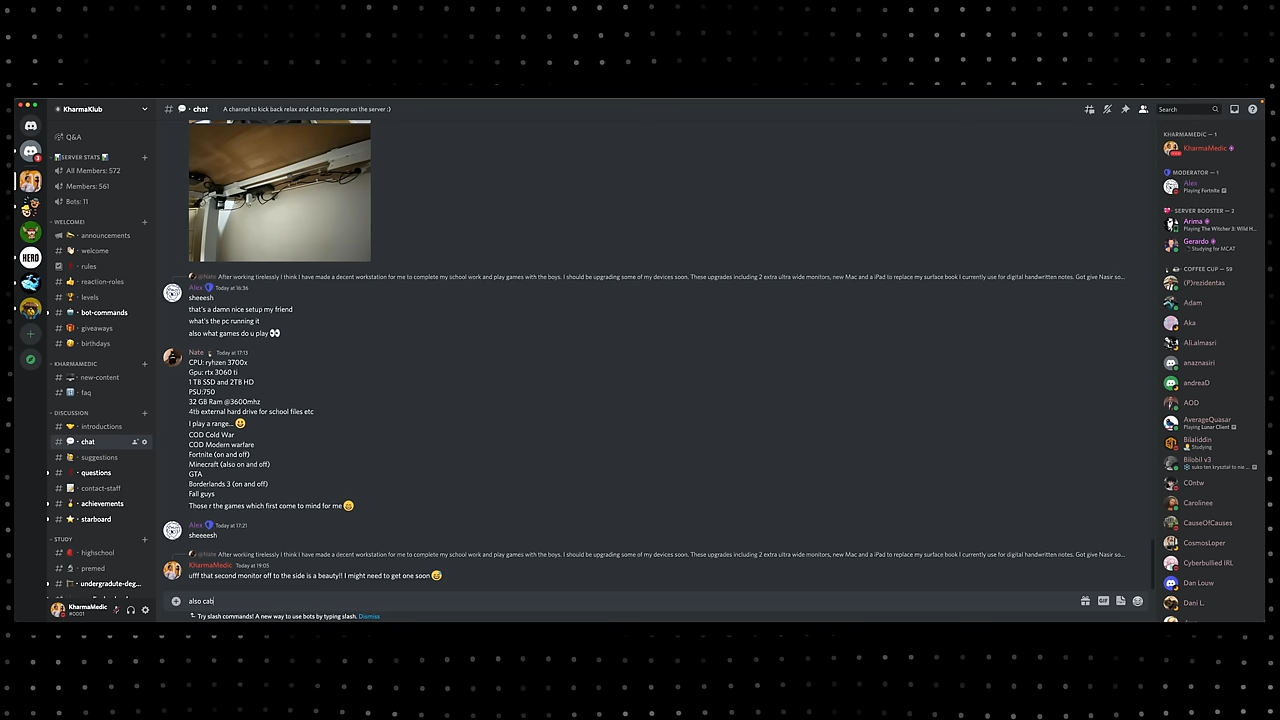 KharmaKlub
# 💬・chat
A channel to kick back relax and chat to anyone on the server :)
Search
Q&A
SERVER STATS
All Members: 572
Members: 561
Bots: 11
WELCOME!
announcements
welcome
rules
reaction-roles
levels
bot-commands
giveaways
birthdays
KHARMAMEDIC
new-content
faq
DISCUSSION
introductions
chat
suggestions
questions
contact-staff
achievements
starboard
STUDY
highschool
premed
undergradute-deg...
KharmaMedic
#0001
HERO
@Nate After working tirelessly I think I have made a decent workstation for me to complete my school work and play games with the boys. I should be upgrading some of my devices soon. These upgrades including 2 extra ultra wide monitors, new Mac and a iPad to replace my surface book I currently use for digital handwritten notes. Got give Nasir so...
Alex Today at 16:36
sheeesh
that's a damn nice setup my friend
what's the pc running it
also what games do u play 👀
Nate Today at 17:13
CPU: ryhzen 3700x
Gpu: rtx 3060 ti
1 TB SSD and 2TB HD
PSU:750
32 GB Ram @3600mhz
4tb external hard drive for school files etc
I play a range... 😀
COD Cold War
COD Modern warfare
Fortnite (on and off)
Minecraft (also on and off)
GTA
Borderlands 3 (on and off)
Fall guys
Those r the games which first come to mind for me 😄
Alex Today at 17:21
sheeeesh
@Nate After working tirelessly I think I have made a decent workstation for me to complete my school work and play games with the boys. I should be upgrading some of my devices soon. These upgrades including 2 extra ultra wide monitors, new Mac and a iPad to replace my surface book I currently use for digital handwritten notes. Got give Nasir so...
KharmaMedic Today at 19:05
ufff that second monitor off to the side is a beauty!! I might need to get one soon 😅
also cab
Try slash commands! A new way to use bots by typing slash. Dismiss
GIF
KHARMAMEDIC — 1
KharmaMedic
MODERATOR — 1
Alex
Playing Fortnite
SERVER BOOSTER — 2
Arima
Playing The Witcher 3: Wild H...
Gerardo
Studying for MCAT
COFFEE CUP — 59
(P)rezidentas
Adam
Aka
Ali.almasri
anaznasiri
andreaD
AOD
AverageQuasar
Playing Lunar Client
Bilaliddin
Studying
Bilobil v3
suko ten kryształ to nie ...
C0ntw
Carolinee
CauseOfCauses
CosmosLoper
Cyberbullied IRL
Dan Louw
Dani L.